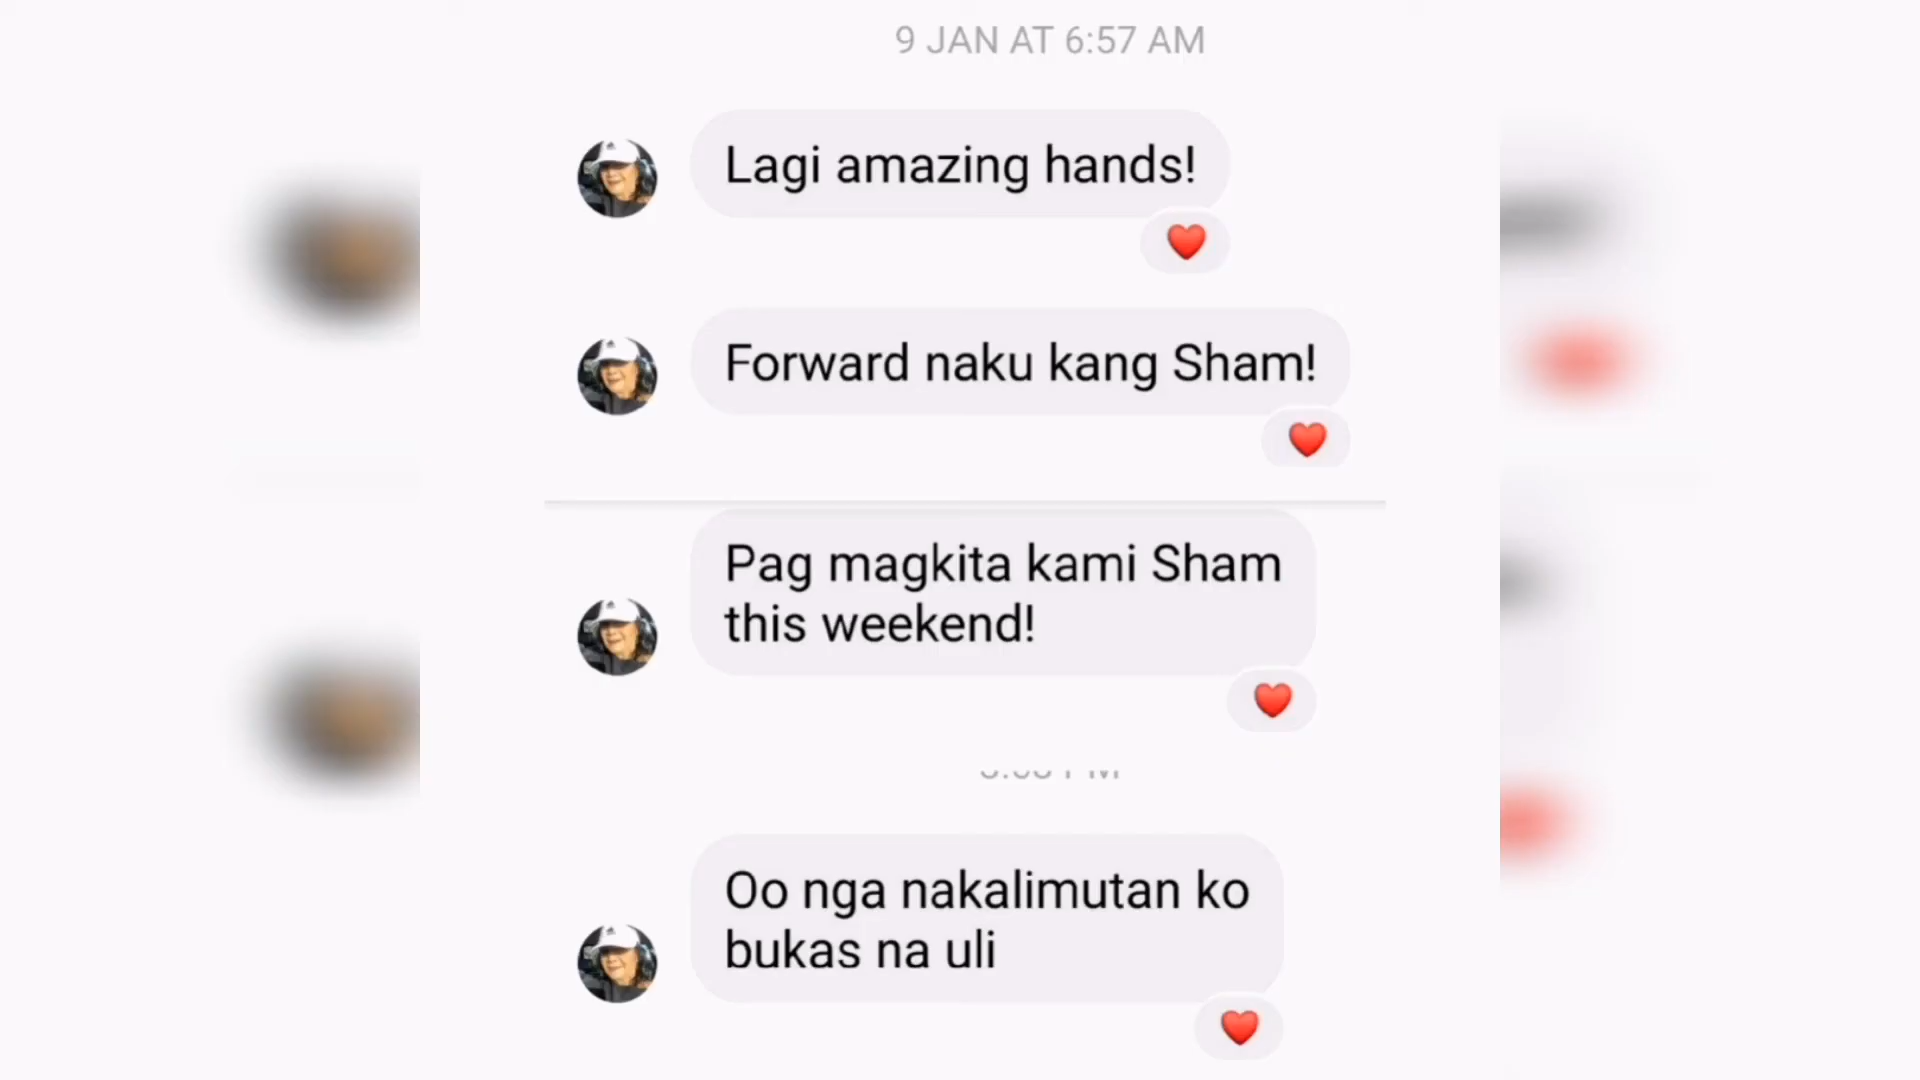 9 JAN AT 6:57 AM
Lagi amazing hands!
Forward naku kang Sham!
Pag magkita kami Sham
this weekend!
Oo nga nakalimutan ko
bukas na uli